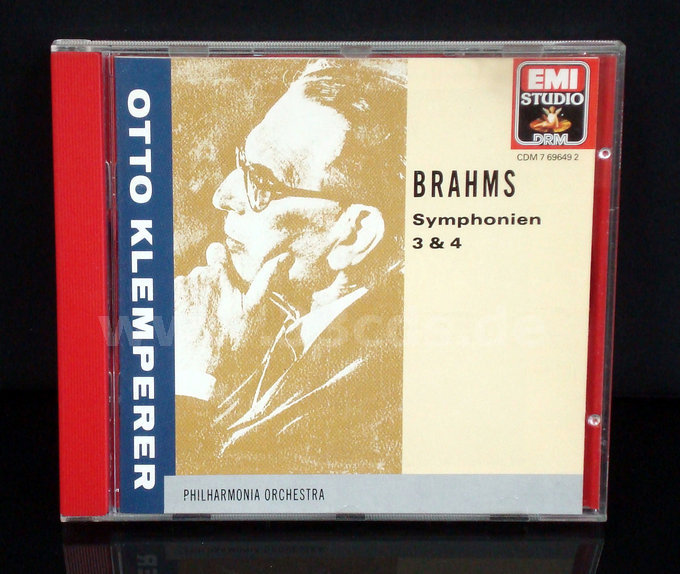 OTTO KLEMPERER
EMI
STUDIO
DRM
CDM 7 69649 2
BRAHMS
Symphonien
3 & 4
PHILHARMONIA ORCHESTRA